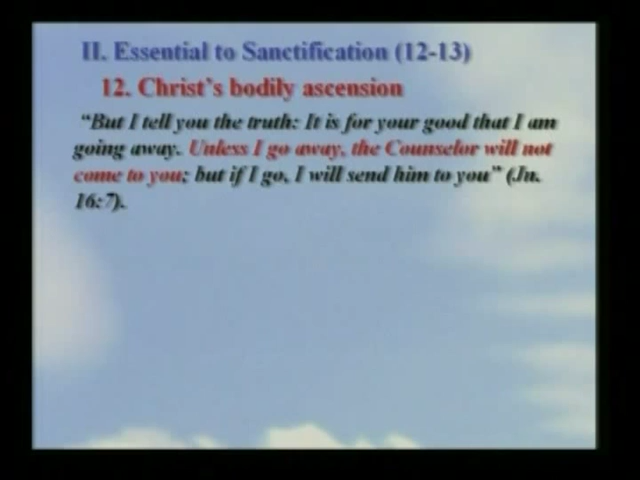 II. Essential to Sanctification (12-13)
12. Christ's bodily ascension
"But I tell you the truth: It is for your good that I am
going away. Unless I go away, the Counselor will not
come to you; but if I go, I will send him to you" (Jn.
16:7).